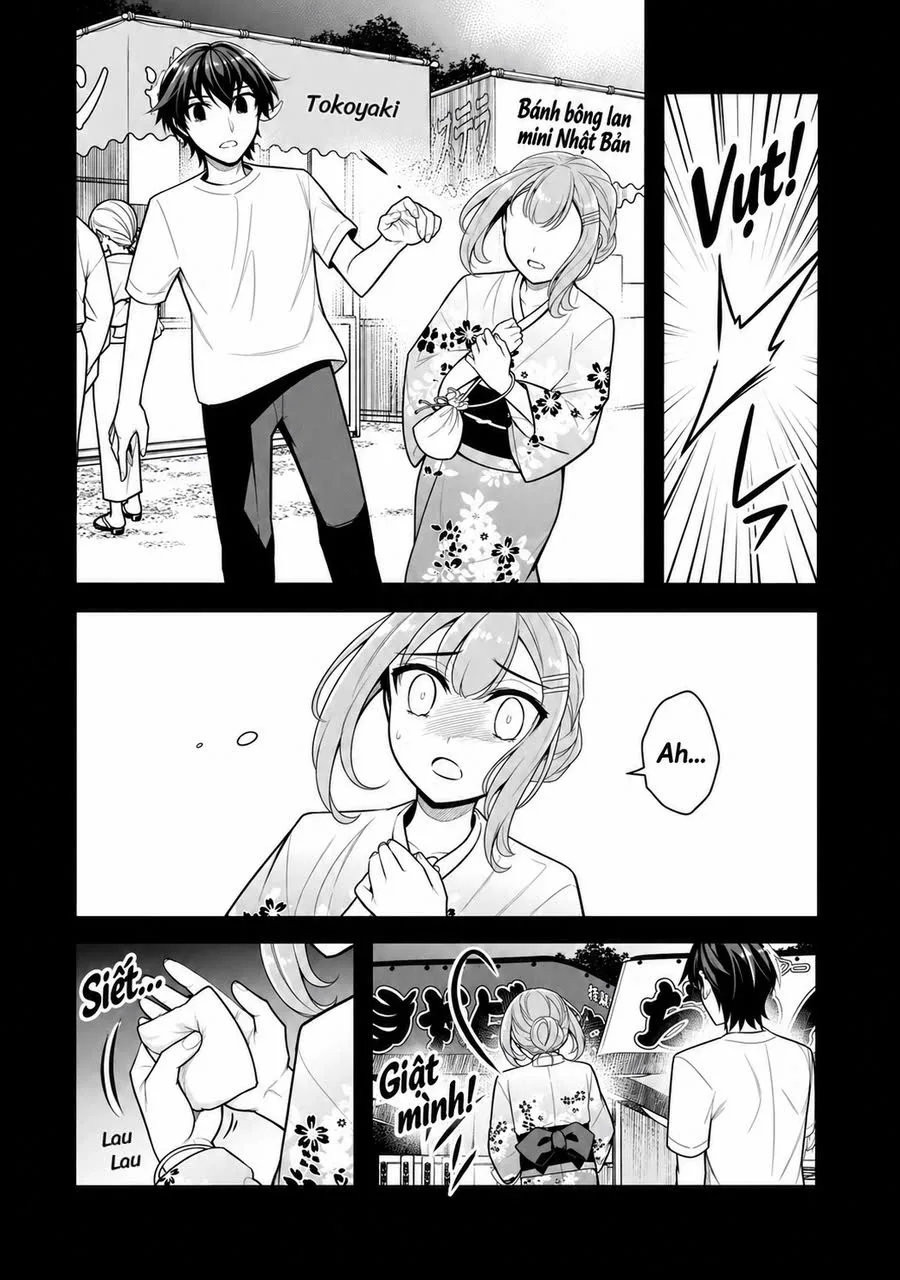 Tokoyaki
Bánh bông lan
mini Nhật Bản
Vụt!
Ah...
Siết...
Lau
Lau
Giật
mình!